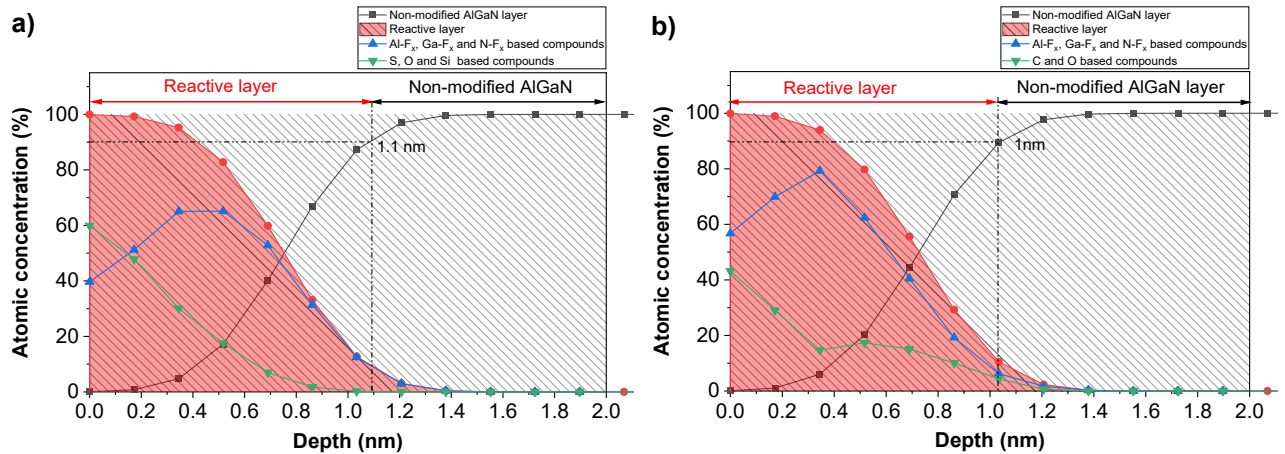 a)
Non-modified AlGaN layer
Reactive layer
Al-Fₓ, Ga-Fₓ and N-Fₓ based compounds
S, O and Si based compounds
Reactive layer
Non-modified AlGaN
100
80
60
40
20
0
1.1 nm
Atomic concentration (%)
0.0 0.2 0.4 0.6 0.8 1.0 1.2 1.4 1.6 1.8 2.0
Depth (nm)
b)
Non-modified AlGaN layer
Reactive layer
Al-Fₓ, Ga-Fₓ and N-Fₓ based compounds
C and O based compounds
Reactive layer
Non-modified AlGaN layer
100
80
60
40
20
0
1nm
Atomic concentration (%)
0.0 0.2 0.4 0.6 0.8 1.0 1.2 1.4 1.6 1.8 2.0
Depth (nm)